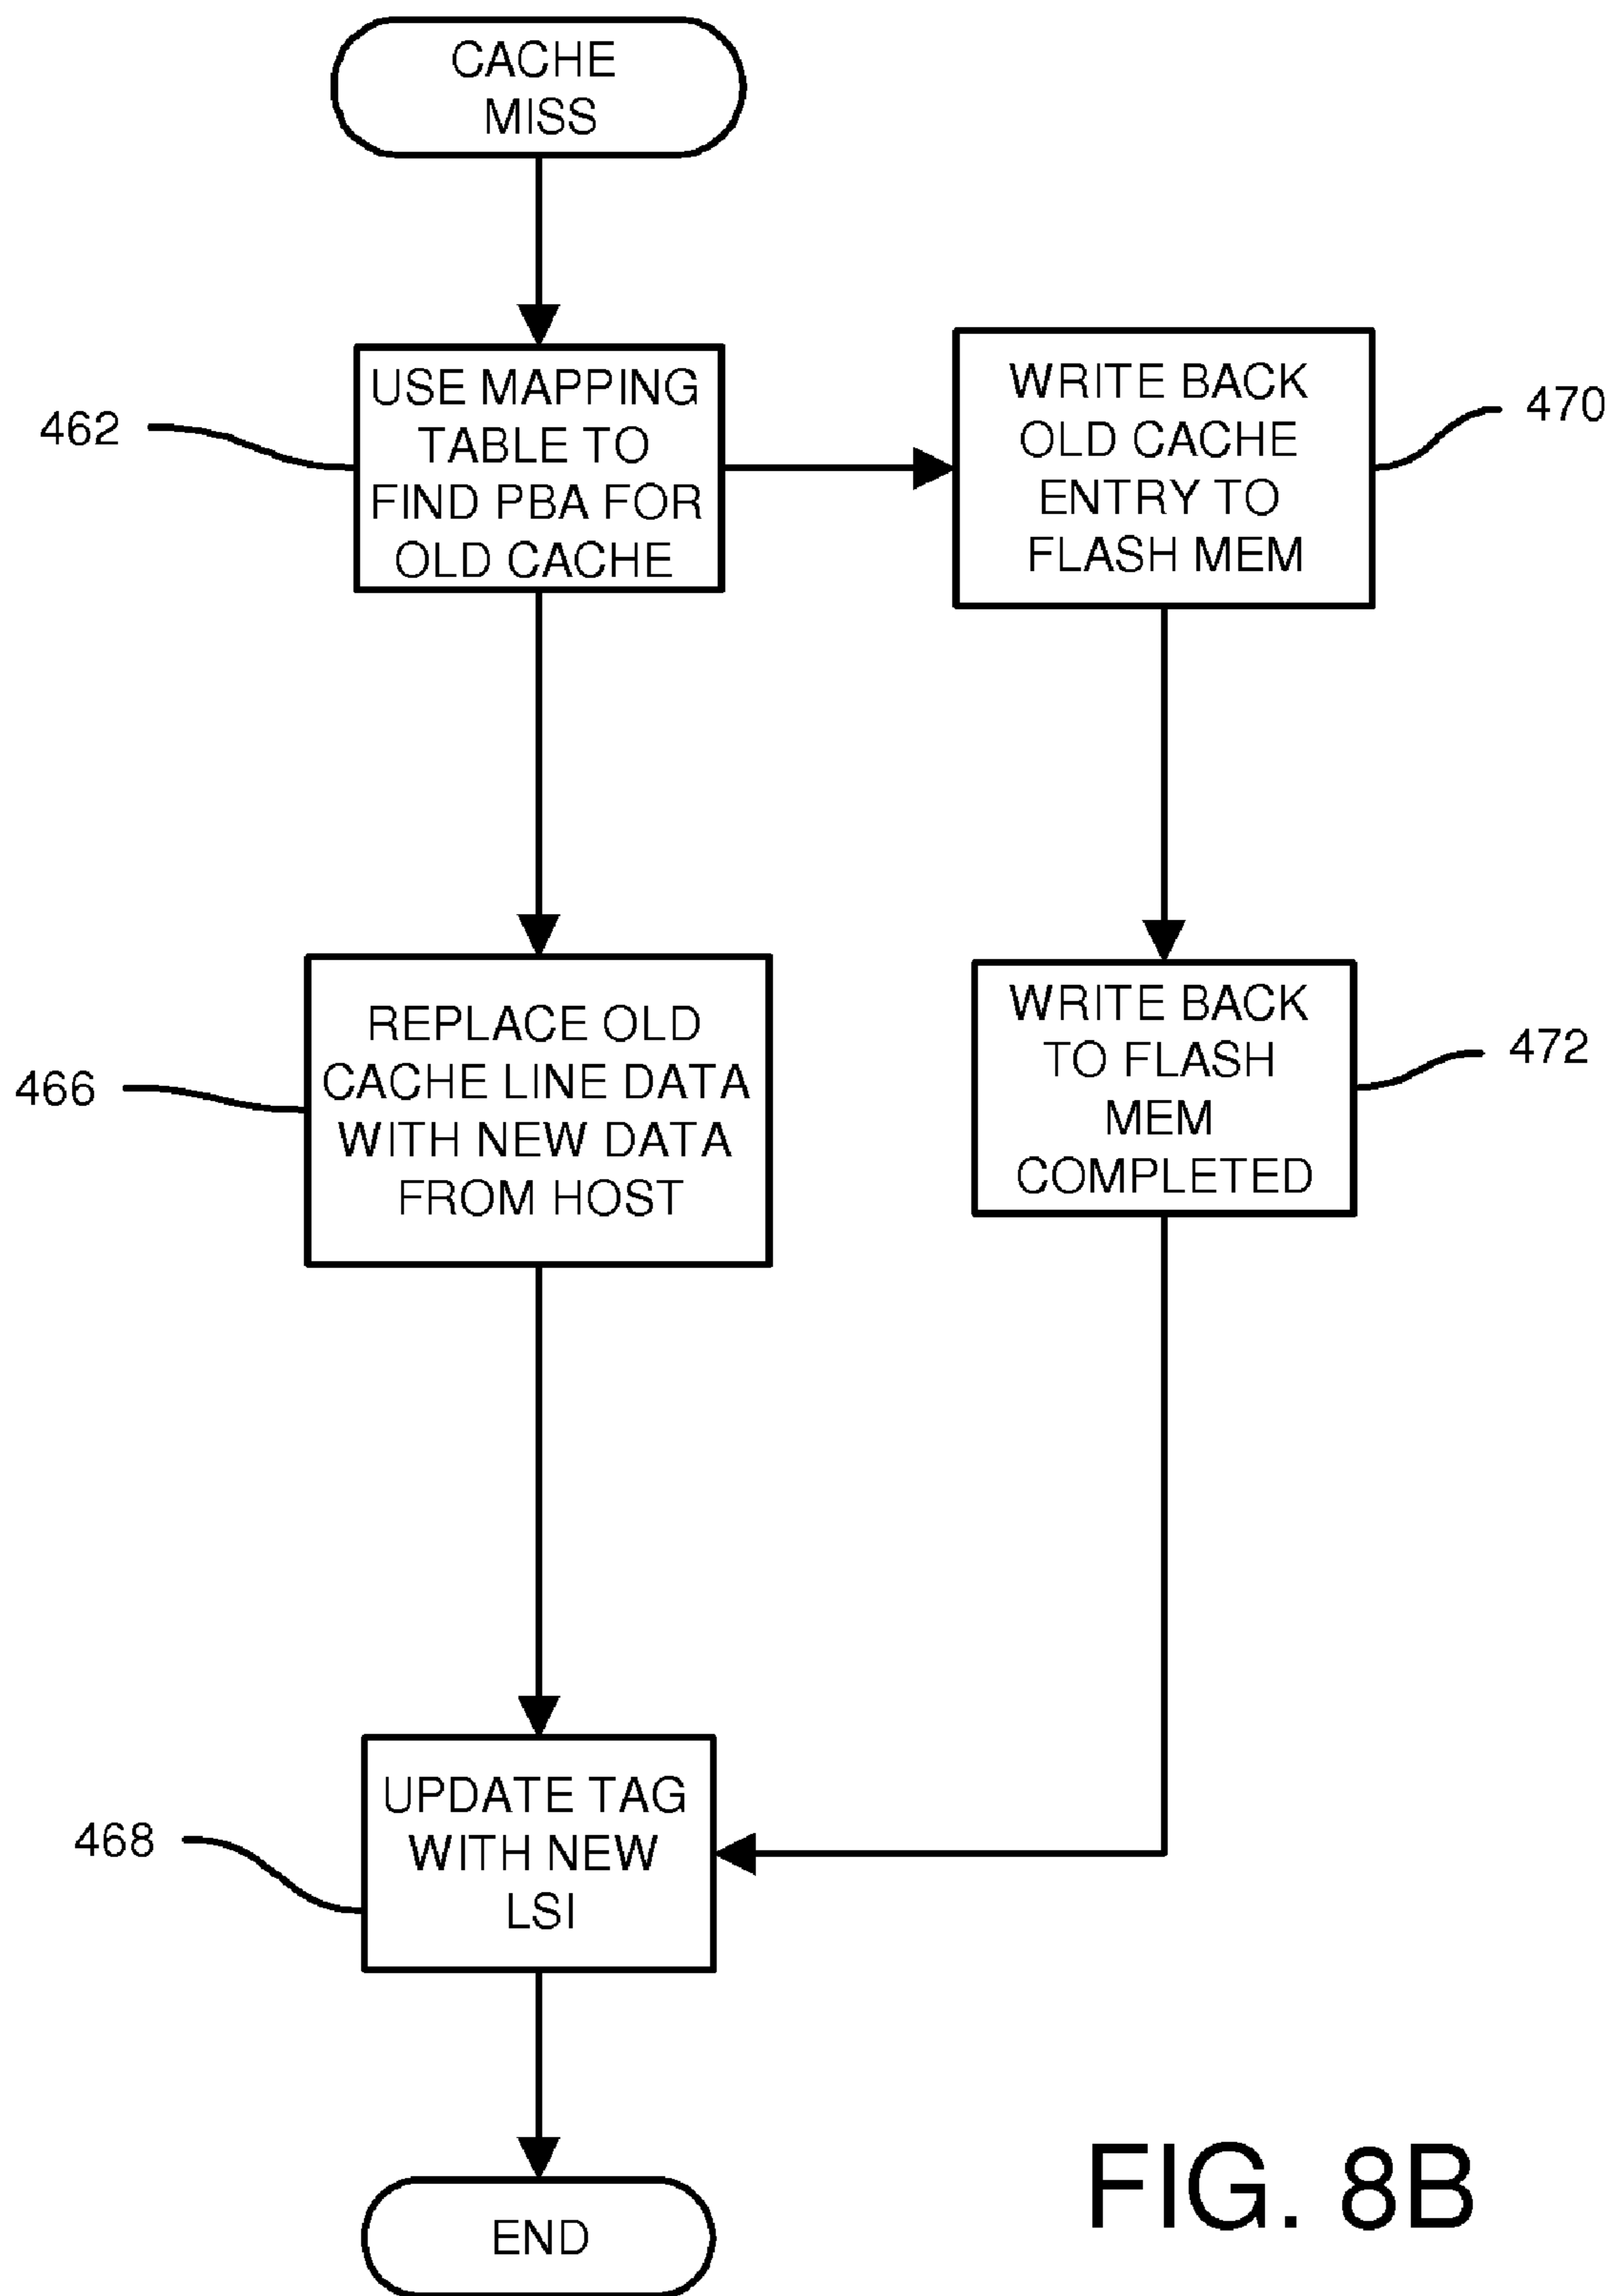 CACHE
MISS
462
USE MAPPING
TABLE TO
FIND PBA FOR
OLD CACHE
WRITE BACK
OLD CACHE
ENTRY TO
FLASH MEM
470
466
REPLACE OLD
CACHE LINE DATA
WITH NEW DATA
FROM HOST
WRITE BACK
TO FLASH
MEM
COMPLETED
472
468
UPDATE TAG
WITH NEW
LSI
END
FIG. 8B